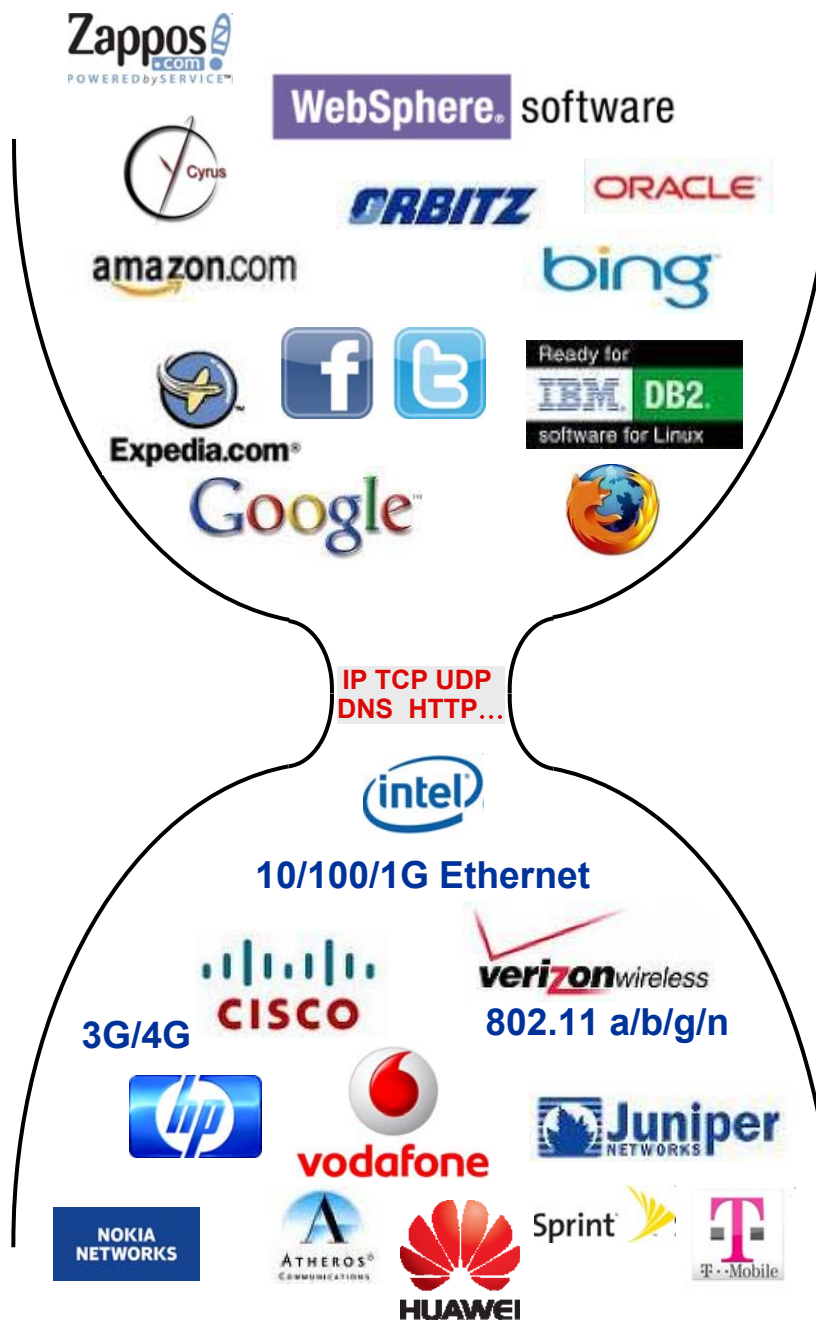 Zappos
.com
POWERED by SERVICE™
WebSphere® software
Cyrus
ORBITZ
ORACLE
amazon.com
bing
f
t
Ready for
IBM DB2
software for Linux
Expedia.com®
Google™
IP TCP UDP
DNS HTTP…
intel
10/100/1G Ethernet
CISCO
verizonwireless
3G/4G
802.11 a/b/g/n
hp
vodafone
Juniper
NETWORKS
NOKIA
NETWORKS
ATHEROS®
COMMUNICATIONS
HUAWEI
Sprint
T
T··Mobile